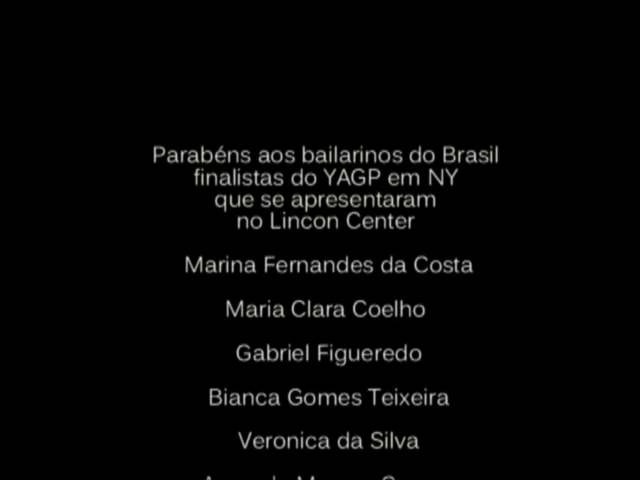 Parabéns aos bailarinos do Brasil
finalistas do YAGP em NY
que se apresentaram
no Lincon Center
Marina Fernandes da Costa
Maria Clara Coelho
Gabriel Figueredo
Bianca Gomes Teixeira
Veronica da Silva